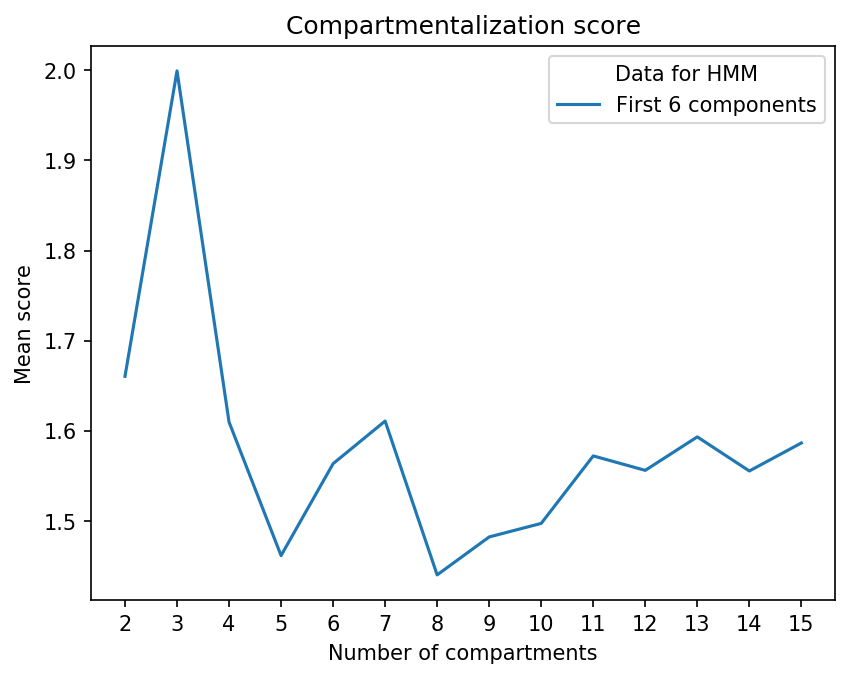 Compartmentalization score
Data for HMM
First 6 components
2.0
1.9
1.8
1.7
1.6
1.5
Mean score
2 3 4 5 6 7 8 9 10 11 12 13 14 15
Number of compartments